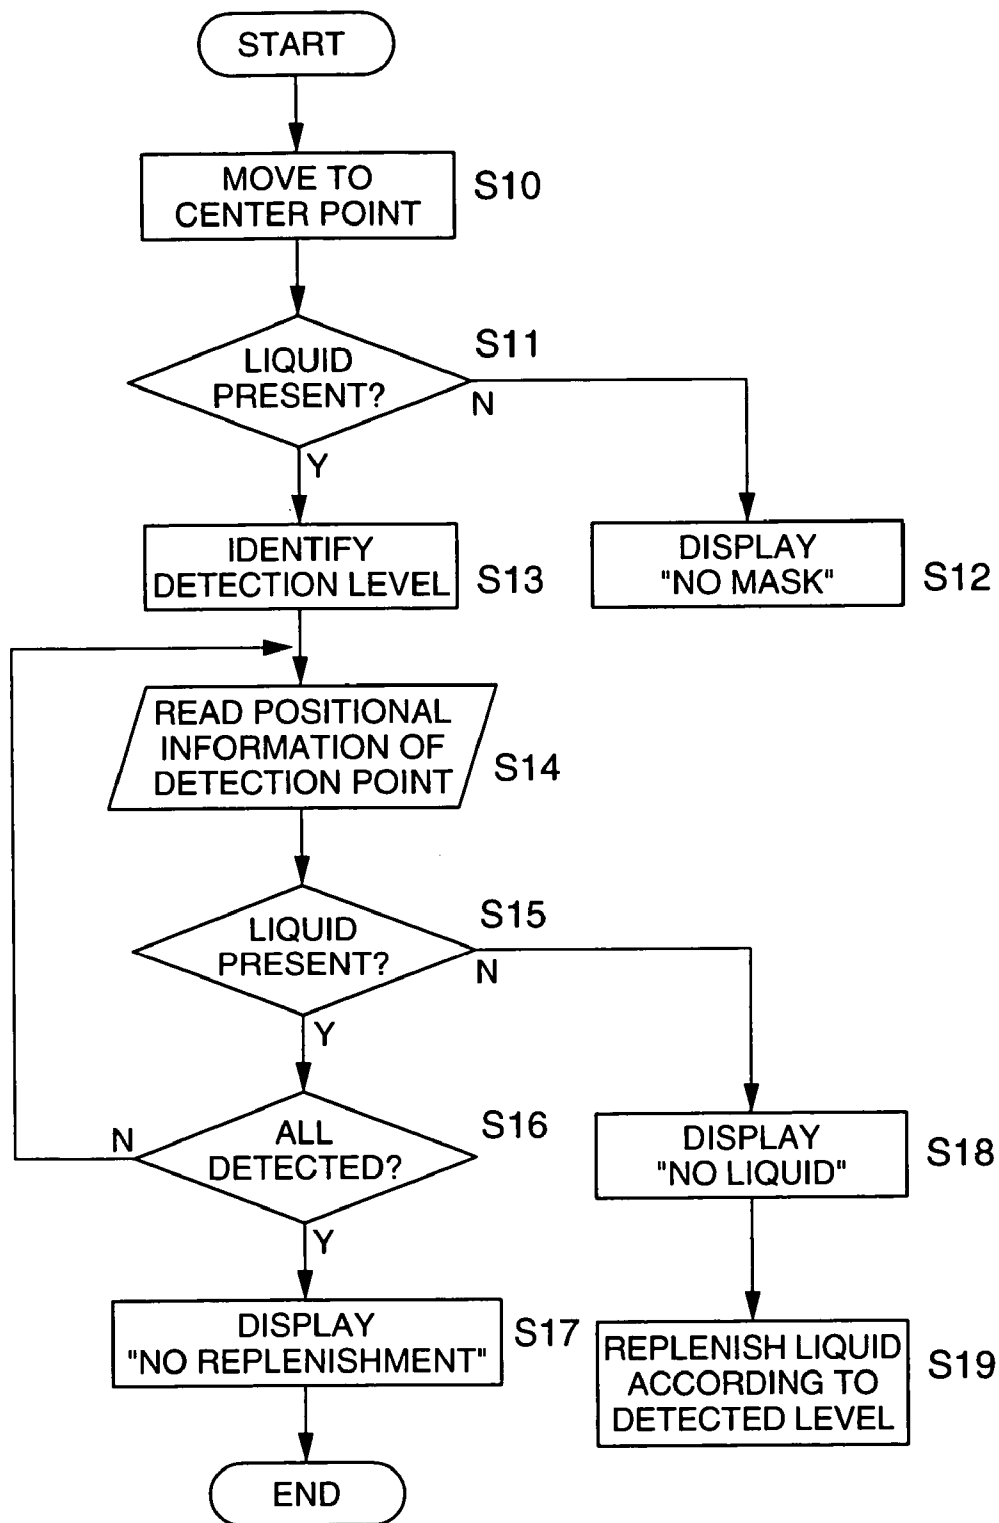 START
MOVE TO
CENTER POINT
S10
LIQUID
PRESENT?
S11
N
Y
IDENTIFY
DETECTION LEVEL
S13
DISPLAY
"NO MASK"
S12
READ POSITIONAL
INFORMATION OF
DETECTION POINT
S14
LIQUID
PRESENT?
S15
N
Y
ALL
DETECTED?
S16
N
Y
DISPLAY
"NO LIQUID"
S18
DISPLAY
"NO REPLENISHMENT"
S17
REPLENISH LIQUID
ACCORDING TO
DETECTED LEVEL
S19
END